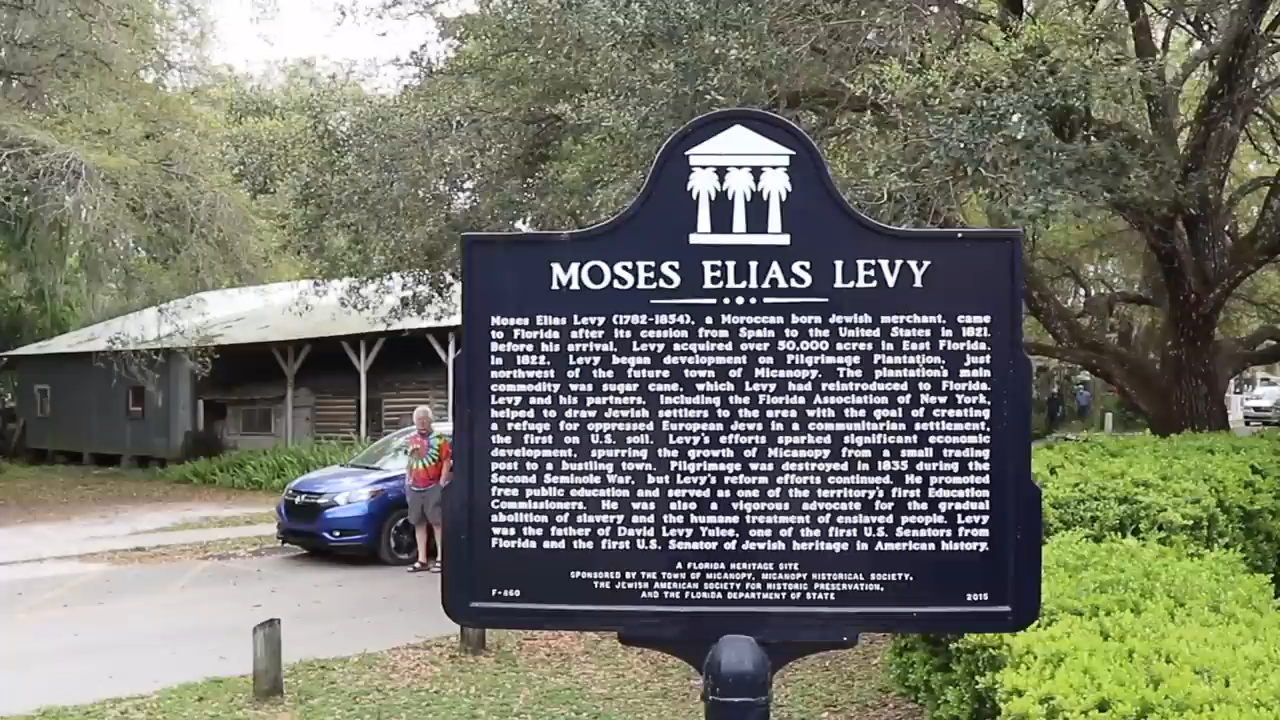 MOSES ELIAS LEVY
Moses Elias Levy (1782-1854), a Moroccan born Jewish merchant, came
to Florida after its cession from Spain to the United States in 1821.
Before his arrival, Levy acquired over 50,000 acres in East Florida.
In 1822, Levy began development on Pilgrimage Plantation, just
northwest of the future town of Micanopy. The plantation's main
commodity was sugar cane, which Levy had reintroduced to Florida.
Levy and his partners, including the Florida Association of New York,
helped to draw Jewish settlers to the area with the goal of creating
a refuge for oppressed European Jews in a communitarian settlement,
the first on U.S. soil. Levy's efforts sparked significant economic
development, spurring the growth of Micanopy from a small trading
post to a bustling town. Pilgrimage was destroyed in 1835 during the
Second Seminole War, but Levy's reform efforts continued. He promoted
free public education and served as one of the territory's first Education
Commissioners. He was also a vigorous advocate for the gradual
abolition of slavery and the humane treatment of enslaved people. Levy
was the father of David Levy Yulee, one of the first U.S. Senators from
Florida and the first U.S. Senator of Jewish heritage in American history.
A FLORIDA HERITAGE SITE
SPONSORED BY THE TOWN OF MICANOPY, MICANOPY HISTORICAL SOCIETY,
THE JEWISH AMERICAN SOCIETY FOR HISTORIC PRESERVATION,
AND THE FLORIDA DEPARTMENT OF STATE
F-860 2015